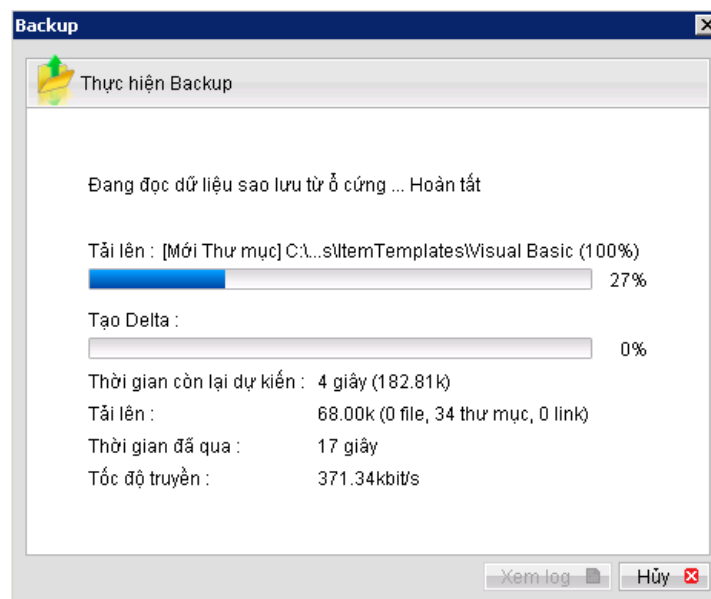 Backup
Thực hiện Backup
Đang đọc dữ liệu sao lưu từ ổ cứng ... Hoàn tất
Tải lên : [Mới Thư mục] C:\...s\ItemTemplates\Visual Basic (100%)
27%
Tạo Delta :
0%
Thời gian còn lại dự kiến : 4 giây (182.81k)
Tải lên : 68.00k (0 file, 34 thư mục, 0 link)
Thời gian đã qua : 17 giây
Tốc độ truyền : 371.34kbit/s
Xem log Hủy